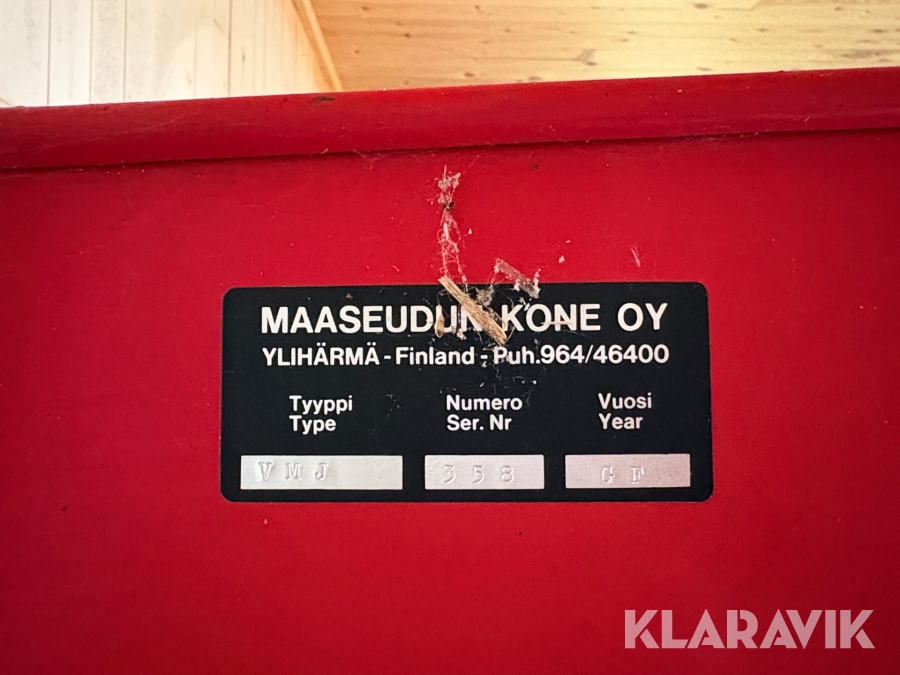 MAASEUDUN KONE OY
YLIHÄRMÄ - Finland - Puh.964/46400
Tyyppi Numero Vuosi
Type Ser. Nr Year
VMJ 358 GF
KLARAVIK